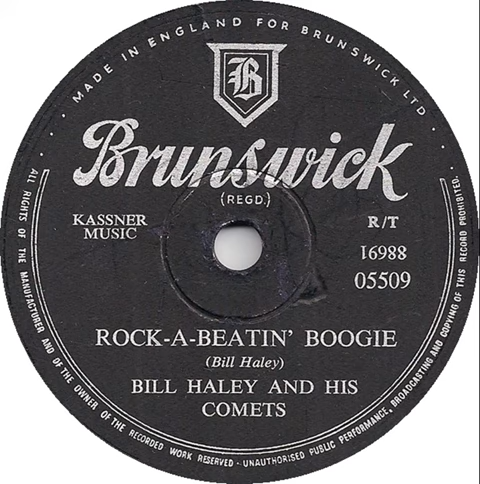 MADE IN ENGLAND FOR BRUNSWICK LTD.
B
Brunswick
(REGD.)
KASSNER
MUSIC
R/T
16988
05509
ROCK-A-BEATIN' BOOGIE
(Bill Haley)
BILL HALEY AND HIS
COMETS
ALL RIGHTS OF THE MANUFACTURER AND OF THE OWNER OF THE RECORDED WORK RESERVED - UNAUTHORISED PUBLIC PERFORMANCE, BROADCASTING AND COPYING OF THIS RECORD PROHIBITED.